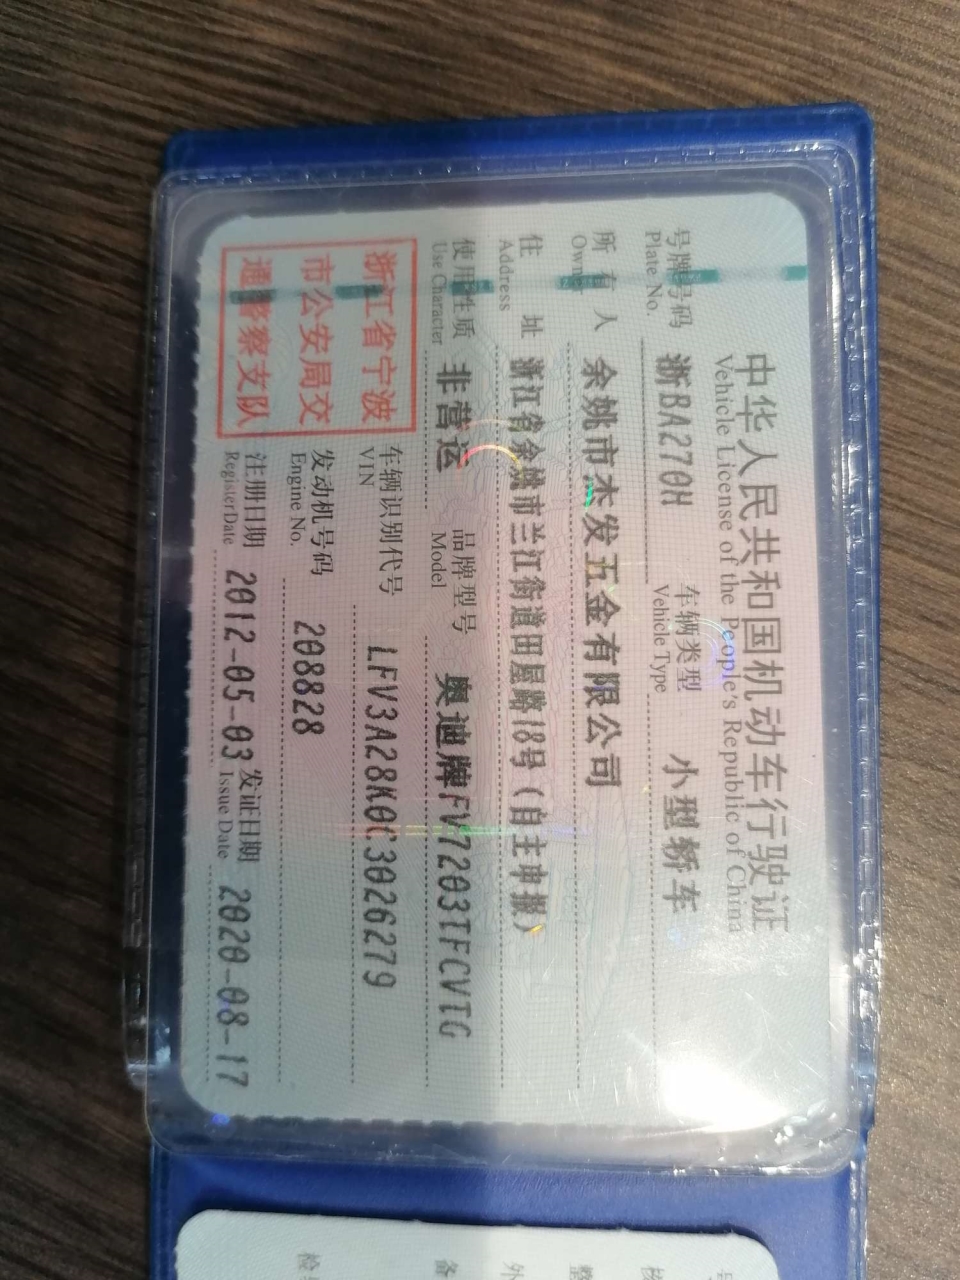 中华人民共和国机动车行驶证
Vehicle License of the People's Republic of China
号牌号码 浙BA270H 车辆类型 小型轿车
Plate No. Vehicle Type
所有人 余姚市杰发五金有限公司
Owner
住址 浙江省余姚市兰江街道田屋路18号(自主申报)
Address
使用性质 非营运 品牌型号 奥迪牌FV7203TFCVTG
Use Character Model
浙江省宁波
市公安局交
通警察支队
车辆识别代号 LFV3A28K0C3026279
VIN
发动机号码 208828
Engine No.
注册日期 2012-05-03 发证日期 2020-08-17
Register Date Issue Date